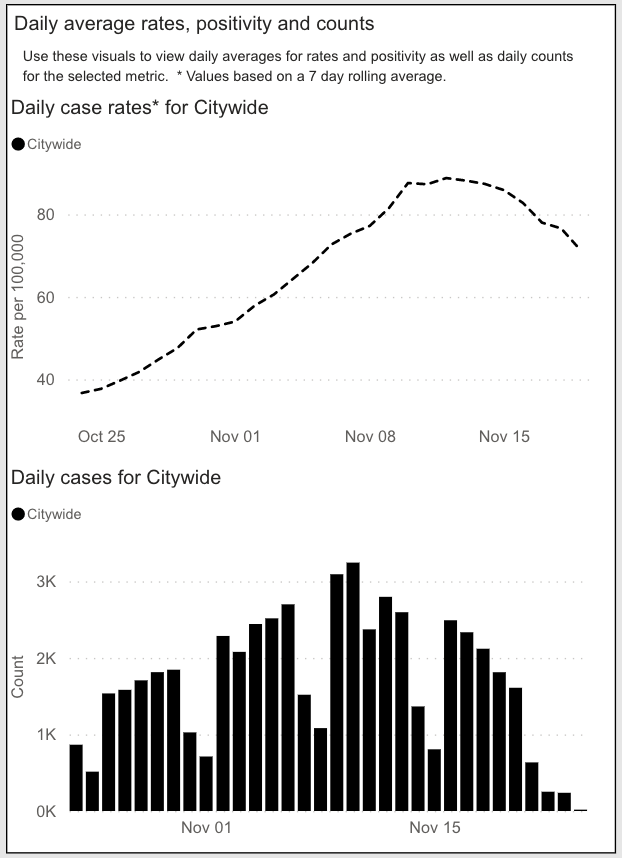 Daily average rates, positivity and counts
Use these visuals to view daily averages for rates and positivity as well as daily counts
for the selected metric.  * Values based on a 7 day rolling average.
Daily case rates* for Citywide
Citywide
Rate per 100,000
80
60
40
Oct 25
Nov 01
Nov 08
Nov 15
Daily cases for Citywide
Citywide
Count
3K
2K
1K
0K
Nov 01
Nov 15